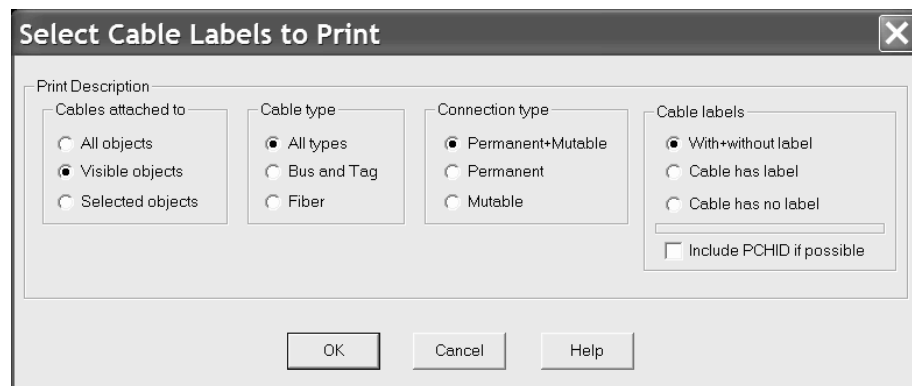 Select Cable Labels to Print
Print Description
Cables attached to
All objects
Visible objects
Selected objects
Cable type
All types
Bus and Tag
Fiber
Connection type
Permanent+Mutable
Permanent
Mutable
Cable labels
With+without label
Cable has label
Cable has no label
Include PCHID if possible
OK
Cancel
Help